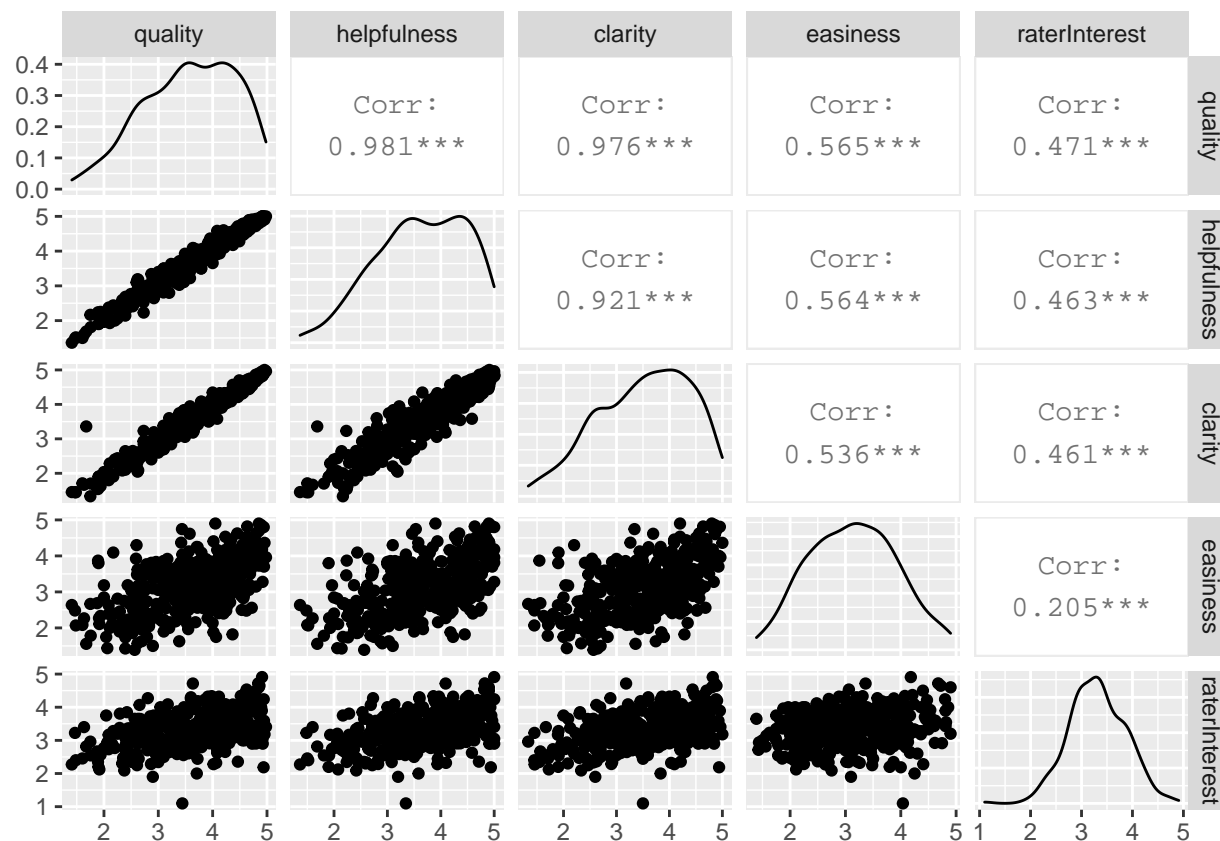 quality helpfulness clarity easiness raterInterest
0.4
0.3
0.2
0.1
0.0
Corr:
0.981***
Corr:
0.976***
Corr:
0.565***
Corr:
0.471***
quality
5
4
3
2
Corr:
0.921***
Corr:
0.564***
Corr:
0.463***
helpfulness
5
4
3
2
Corr:
0.536***
Corr:
0.461***
clarity
5
4
3
2
Corr:
0.205***
easiness
5
4
3
2
1
raterInterest
2 3 4 5
2 3 4 5
2 3 4 5
2 3 4 5
1 2 3 4 5